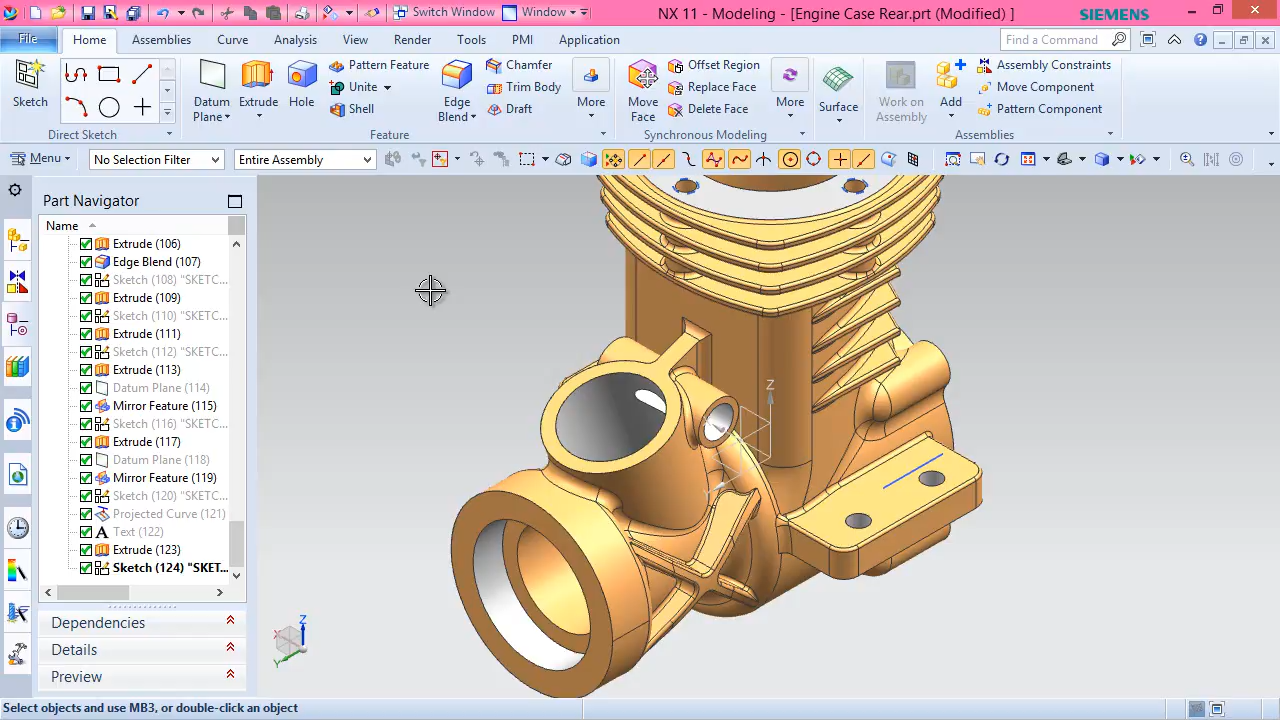 Switch Window
Window
NX 11 - Modeling - [Engine Case Rear.prt (Modified) ]
SIEMENS
File
Home
Assemblies
Curve
Analysis
View
Render
Tools
PMI
Application
Find a Command
Sketch
Direct Sketch
Datum Plane
Extrude
Hole
Pattern Feature
Unite
Shell
Edge Blend
Chamfer
Trim Body
Draft
More
Feature
Move Face
Offset Region
Replace Face
Delete Face
More
Synchronous Modeling
Surface
Work on Assembly
Add
Assembly Constraints
Move Component
Pattern Component
Assemblies
Menu
No Selection Filter
Entire Assembly
Part Navigator
Name
Extrude (106)
Edge Blend (107)
Sketch (108) "SKETC...
Extrude (109)
Sketch (110) "SKETC...
Extrude (111)
Sketch (112) "SKETC...
Extrude (113)
Datum Plane (114)
Mirror Feature (115)
Sketch (116) "SKETC...
Extrude (117)
Datum Plane (118)
Mirror Feature (119)
Sketch (120) "SKETC...
Projected Curve (121)
A Text (122)
Extrude (123)
Sketch (124) "SKET...
Dependencies
Details
Preview
Z
Z
X
Y
Select objects and use MB3, or double-click an object